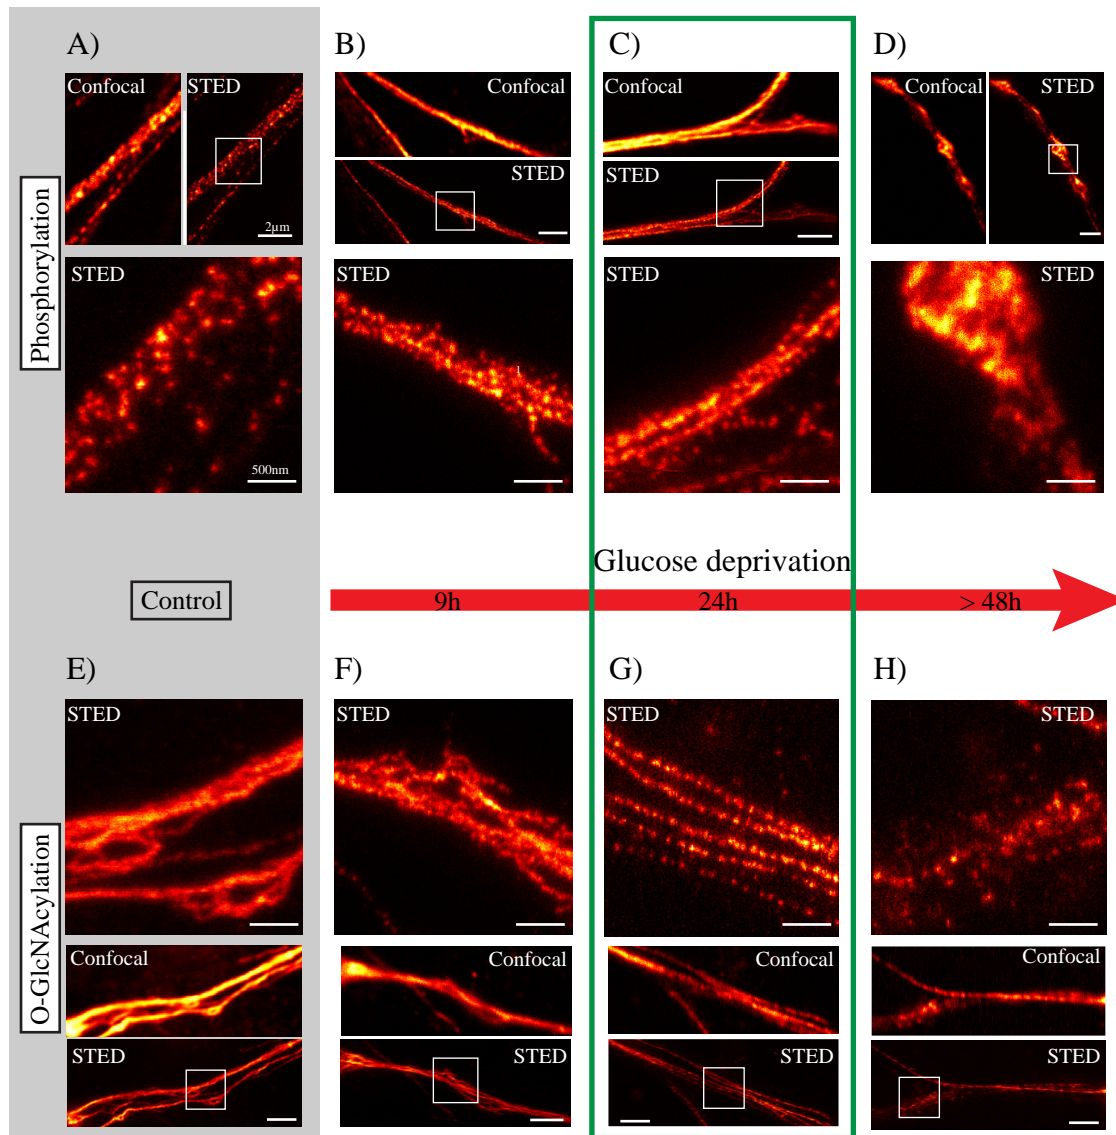 A)
B)
C)
D)
Confocal
STED
Confocal
STED
Confocal
STED
Confocal
STED
2µm
Phosphorylation
STED
STED
STED
STED
1
500nm
Glucose deprivation
Control
9h
24h
> 48h
E)
F)
G)
H)
O-GlcNAcylation
STED
STED
STED
STED
Confocal
Confocal
Confocal
Confocal
STED
STED
STED
STED